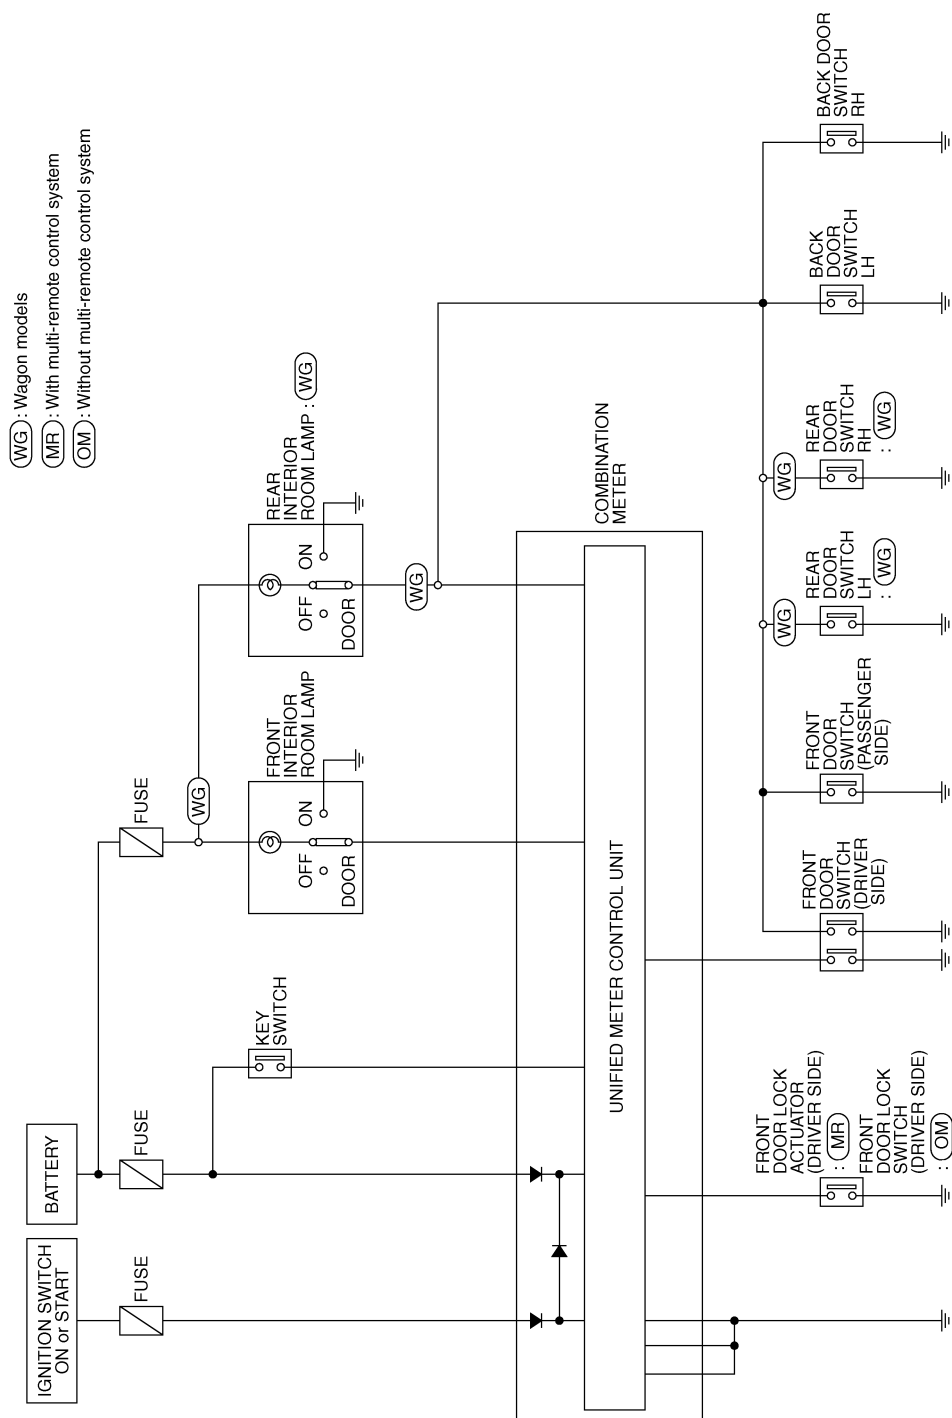 WG : Wagon models
MR : With multi-remote control system
OM : Without multi-remote control system
IGNITION SWITCH
ON or START
BATTERY
FUSE
FUSE
FUSE
WG
KEY
SWITCH
FRONT
INTERIOR
ROOM LAMP
OFF
ON
DOOR
REAR
INTERIOR
ROOM LAMP : WG
OFF
ON
DOOR
WG
COMBINATION
METER
UNIFIED METER CONTROL UNIT
FRONT
DOOR LOCK
ACTUATOR
(DRIVER SIDE)
: MR
FRONT
DOOR LOCK
SWITCH
(DRIVER SIDE)
: OM
FRONT
DOOR
SWITCH
(DRIVER
SIDE)
FRONT
DOOR
SWITCH
(PASSENGER
SIDE)
WG
REAR
DOOR
SWITCH
LH
: WG
WG
REAR
DOOR
SWITCH
RH
: WG
BACK
DOOR
SWITCH
LH
BACK DOOR
SWITCH
RH